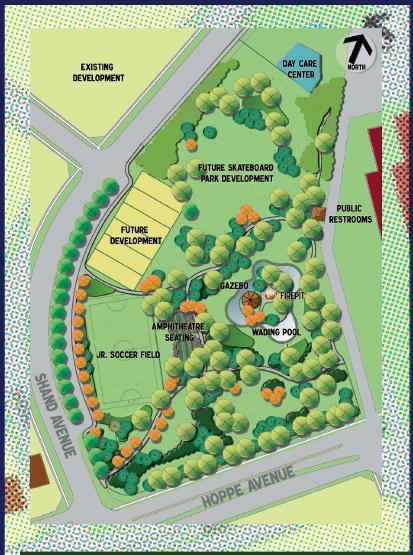 EXISTING
DEVELOPMENT
DAY CARE
CENTER
NORTH
FUTURE SKATEBOARD
PARK DEVELOPMENT
PUBLIC
RESTROOMS
FUTURE
DEVELOPMENT
GAZEBO
FIREPIT
AMPHITHEATRE
SEATING
WADING POOL
JR. SOCCER FIELD
SHAND AVENUE
HOPPE AVENUE